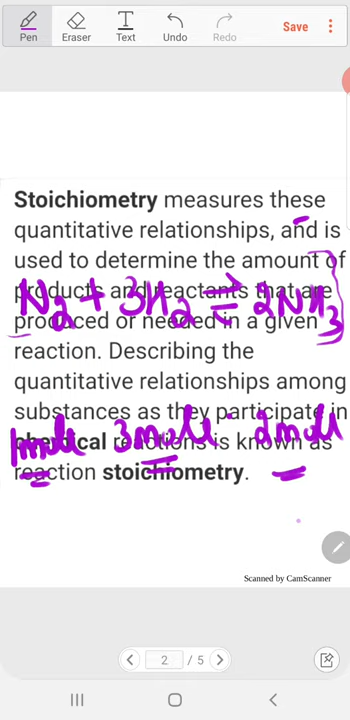 Pen Eraser Text Undo Redo Save
Stoichiometry measures these
quantitative relationships, and is
used to determine the amount of
products and reactants that are
N2 + 3H2 ⇌ 2NH3
produced or needed in a given
reaction. Describing the
quantitative relationships among
substances as they participate in
1mole 3mole 2mole
chemical reactions is known as
reaction stoichiometry.
Scanned by CamScanner
2 / 5